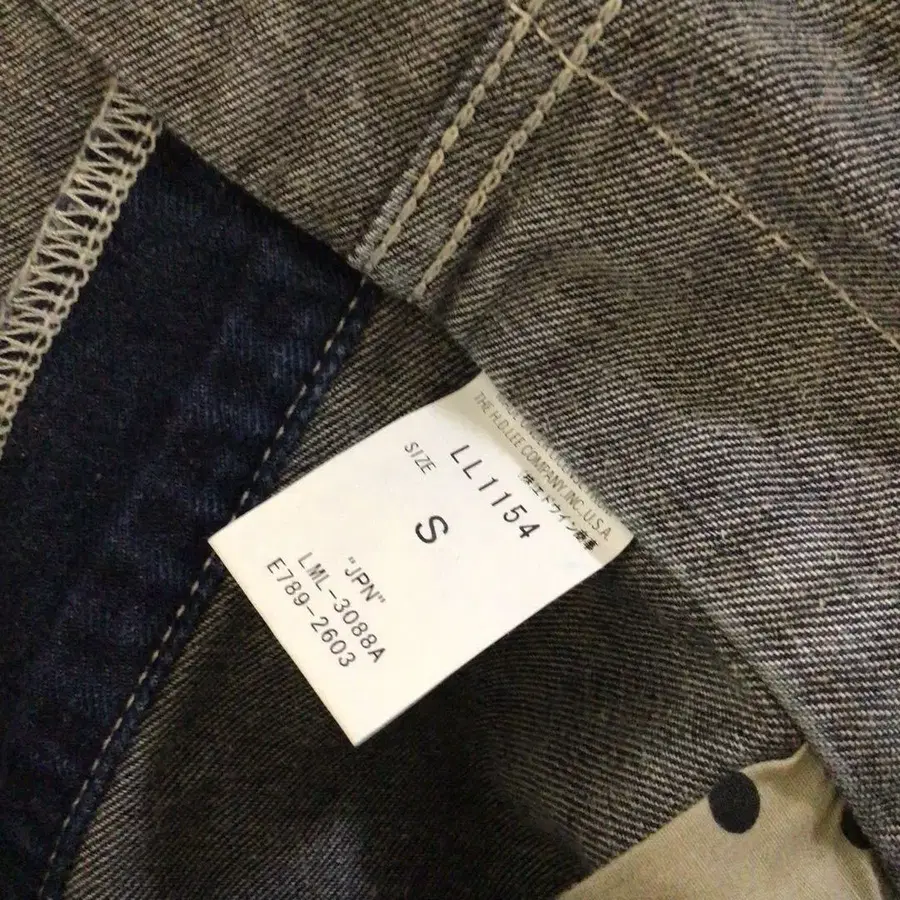 THE H.D.LEE COMPANY,INC.U.S.A.
LL1154
SIZE
S
"JPN"
LML-3088A
E789-2603